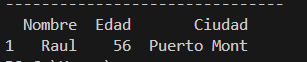 ------------------------------
Nombre Edad Ciudad
1 Raul 56 Puerto Mont